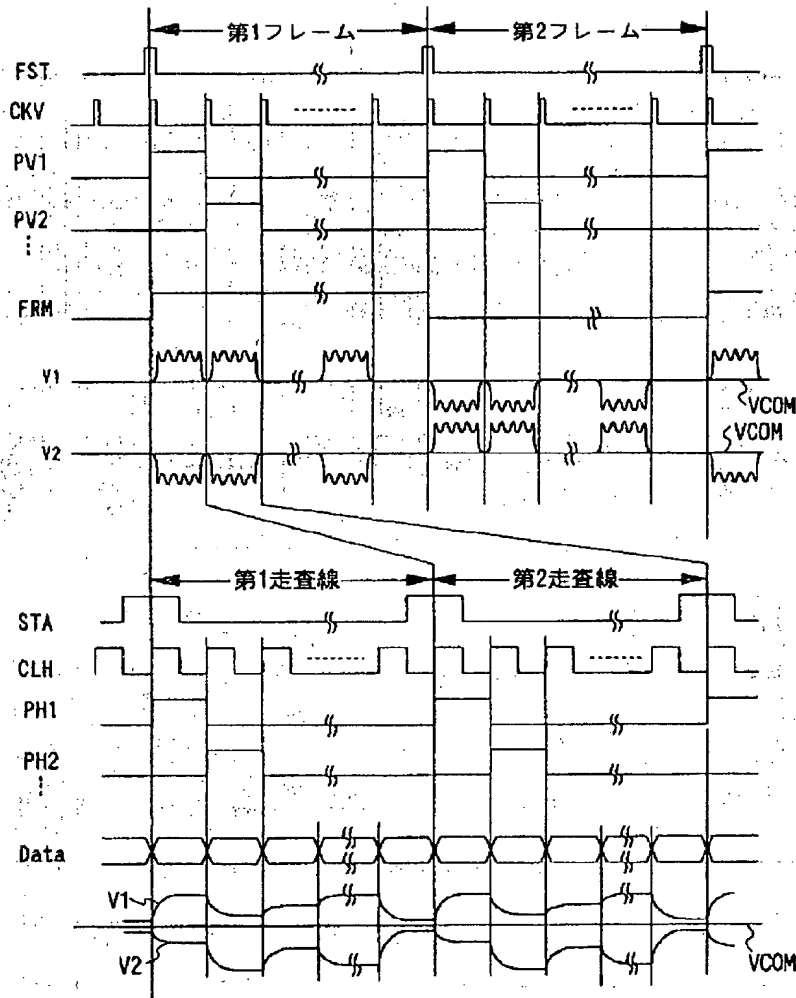 第1フレーム 第2フレーム
FST
CKV
PV1
PV2
FRM
V1
VCOM
VCOM
V2
第1走査線 第2走査線
STA
CLH
PH1
PH2
Data
V1
V2
VCOM